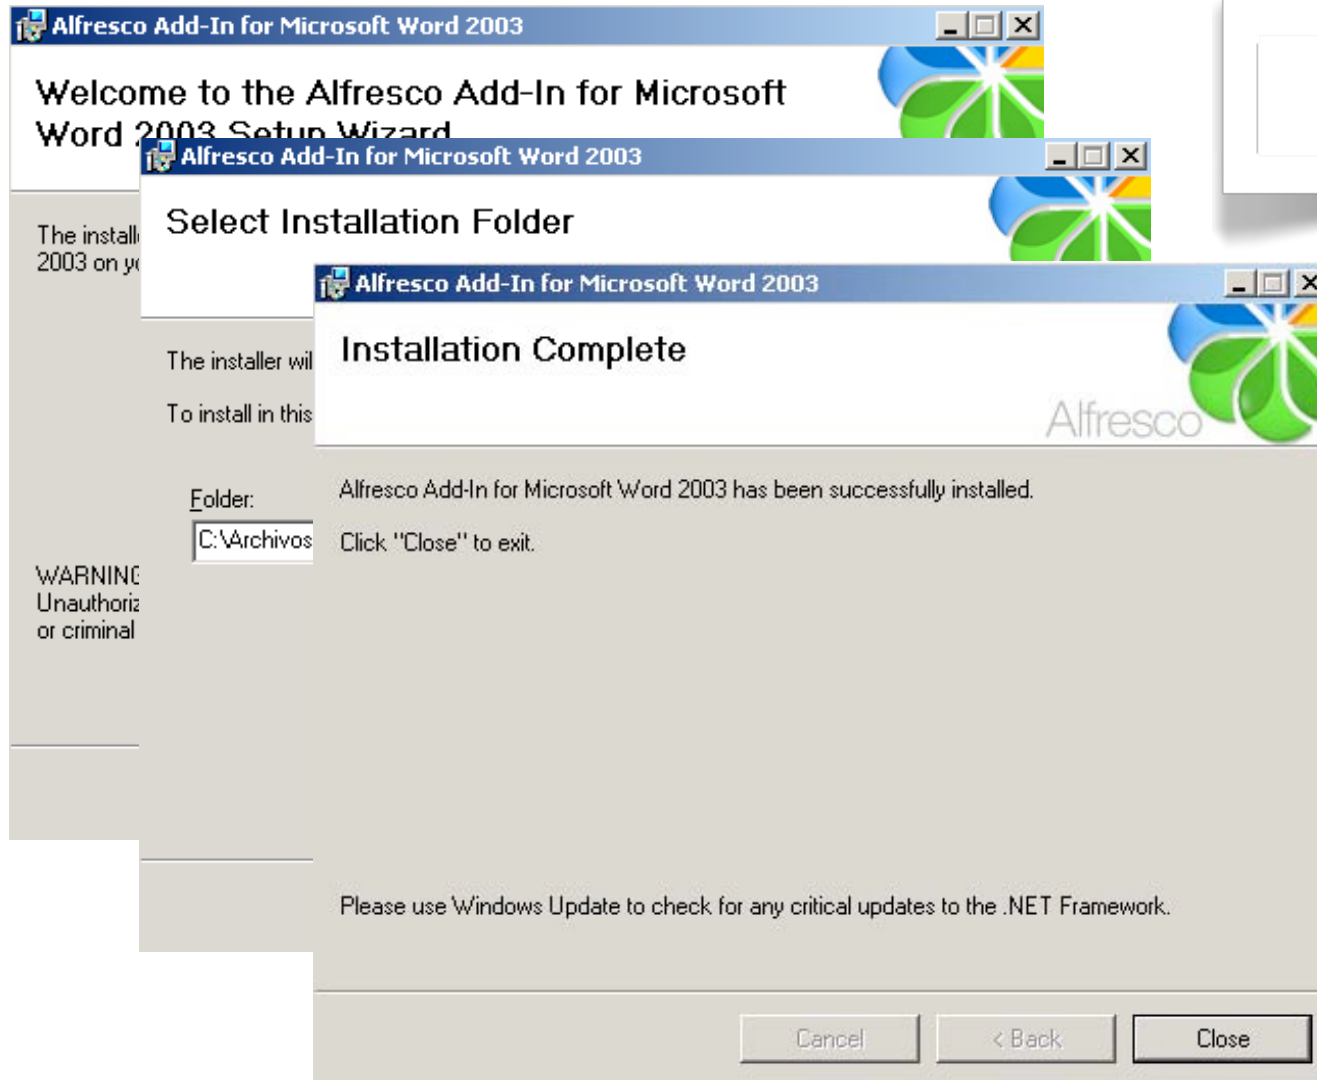 Alfresco Add-In for Microsoft Word 2003
Welcome to the Alfresco Add-In for Microsoft
Word 2003 Setup Wizard
The install
2003 on yo
WARNING
Unauthoriz
or criminal
Alfresco Add-In for Microsoft Word 2003
Select Installation Folder
The installer wil
To install in this
Folder:
C:\Archivos
Alfresco Add-In for Microsoft Word 2003
Installation Complete
Alfresco
Alfresco Add-In for Microsoft Word 2003 has been successfully installed.
Click "Close" to exit.
Please use Windows Update to check for any critical updates to the .NET Framework.
Cancel
< Back
Close